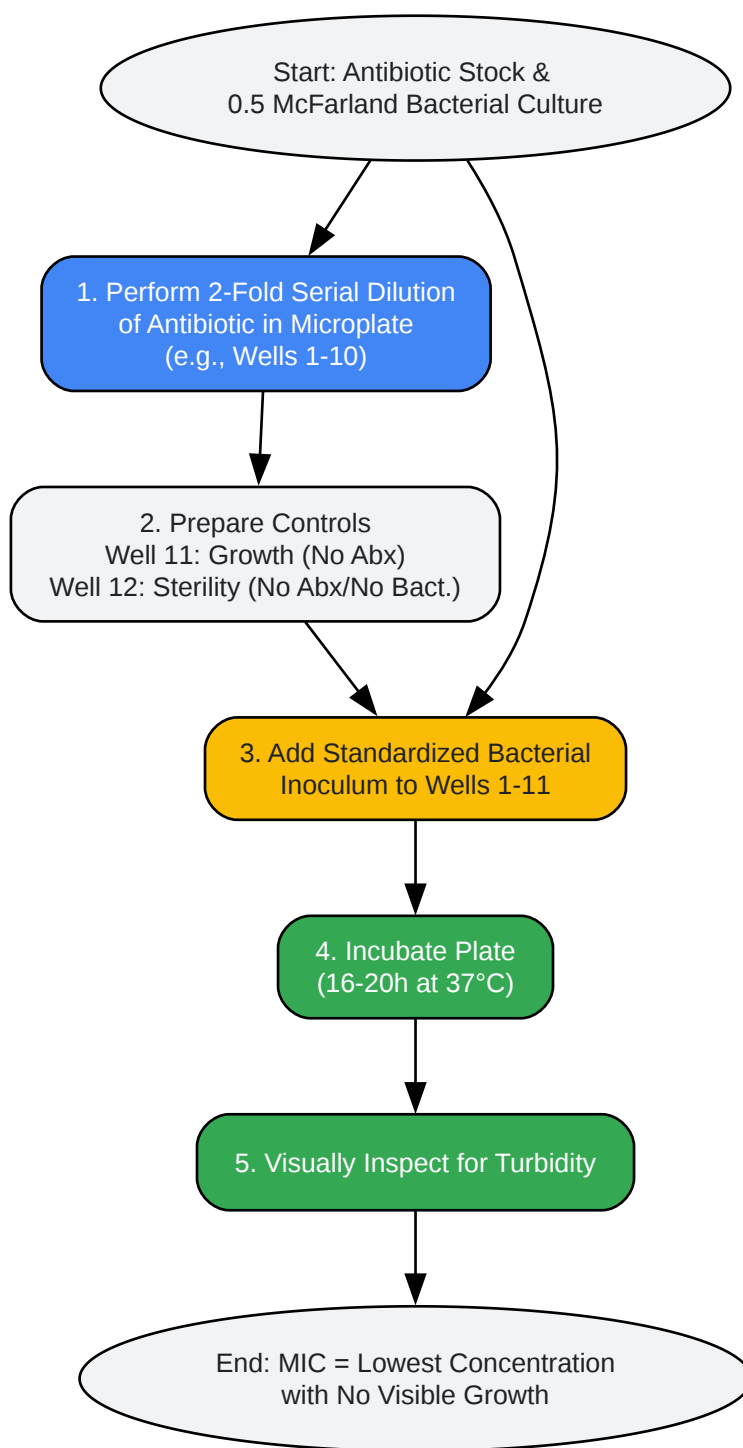 Start: Antibiotic Stock &
0.5 McFarland Bacterial Culture
1. Perform 2-Fold Serial Dilution
of Antibiotic in Microplate
(e.g., Wells 1-10)
2. Prepare Controls
Well 11: Growth (No Abx)
Well 12: Sterility (No Abx/No Bact.)
3. Add Standardized Bacterial
Inoculum to Wells 1-11
4. Incubate Plate
(16-20h at 37°C)
5. Visually Inspect for Turbidity
End: MIC = Lowest Concentration
with No Visible Growth